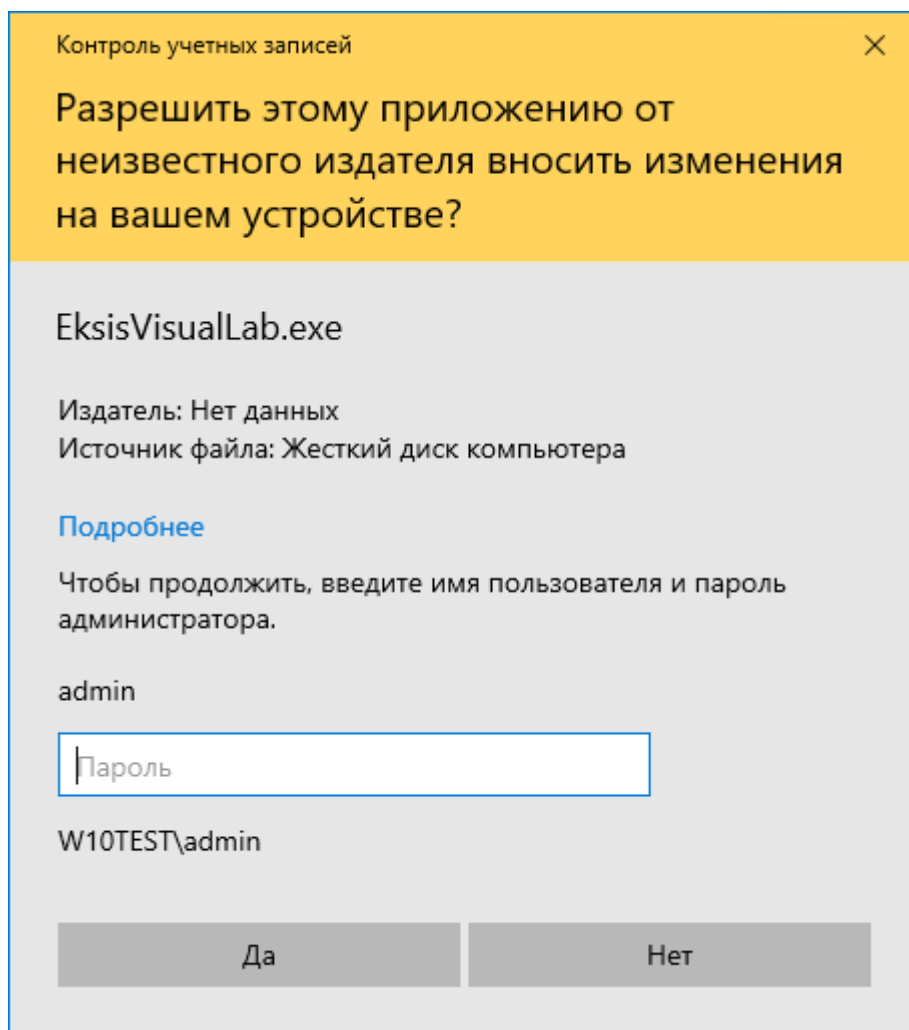 Контроль учетных записей
Разрешить этому приложению от
неизвестного издателя вносить изменения
на вашем устройстве?
EksisVisualLab.exe
Издатель: Нет данных
Источник файла: Жесткий диск компьютера
Подробнее
Чтобы продолжить, введите имя пользователя и пароль
администратора.
admin
Пароль
W10TEST\admin
Да
Нет